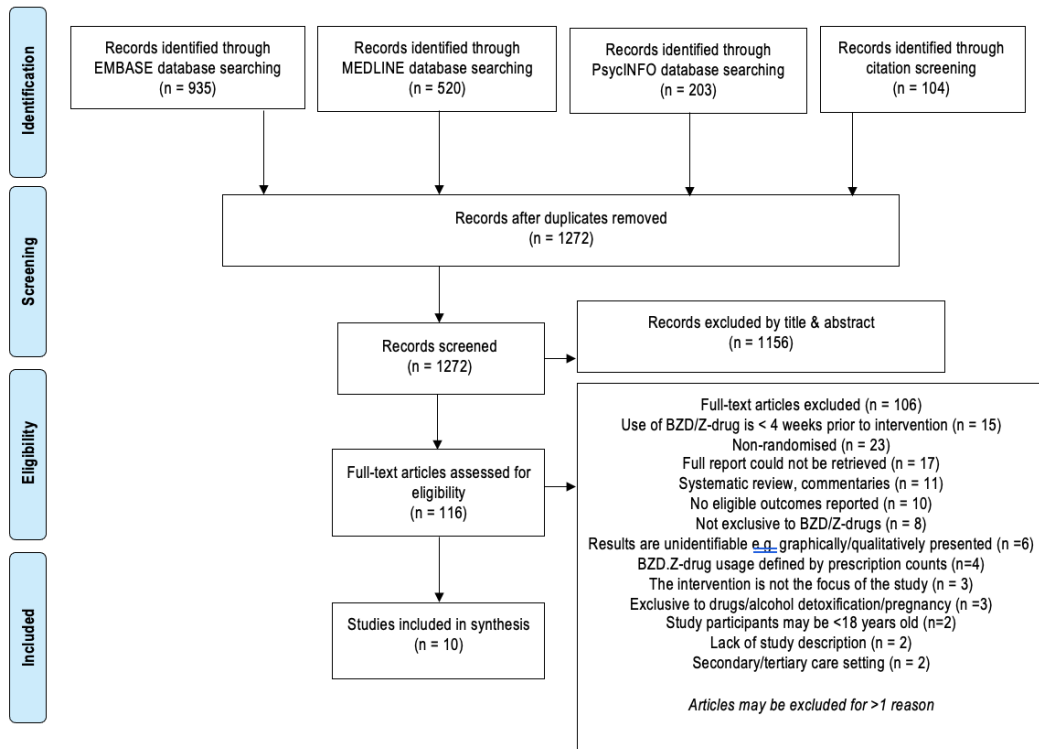 Identification
Records identified through
EMBASE database searching
(n = 935)
Records identified through
MEDLINE database searching
(n = 520)
Records identified through
PsycINFO database searching
(n = 203)
Records identified through
citation screening
(n = 104)
Screening
Records after duplicates removed
(n = 1272)
Records screened
(n = 1272)
Records excluded by title & abstract
(n = 1156)
Eligibility
Full-text articles assessed for
eligibility
(n = 116)
Full-text articles excluded (n = 106)
Use of BZD/Z-drug is < 4 weeks prior to intervention (n = 15)
Non-randomised (n = 23)
Full report could not be retrieved (n = 17)
Systematic review, commentaries (n = 11)
No eligible outcomes reported (n = 10)
Not exclusive to BZD/Z-drugs (n = 8)
Results are unidentifiable e.g. graphically/qualitatively presented (n =6)
BZD.Z-drug usage defined by prescription counts (n=4)
The intervention is not the focus of the study (n = 3)
Exclusive to drugs/alcohol detoxification/pregnancy (n =3)
Study participants may be <18 years old (n=2)
Lack of study description (n = 2)
Secondary/tertiary care setting (n = 2)
Articles may be excluded for >1 reason
Included
Studies included in synthesis
(n = 10)